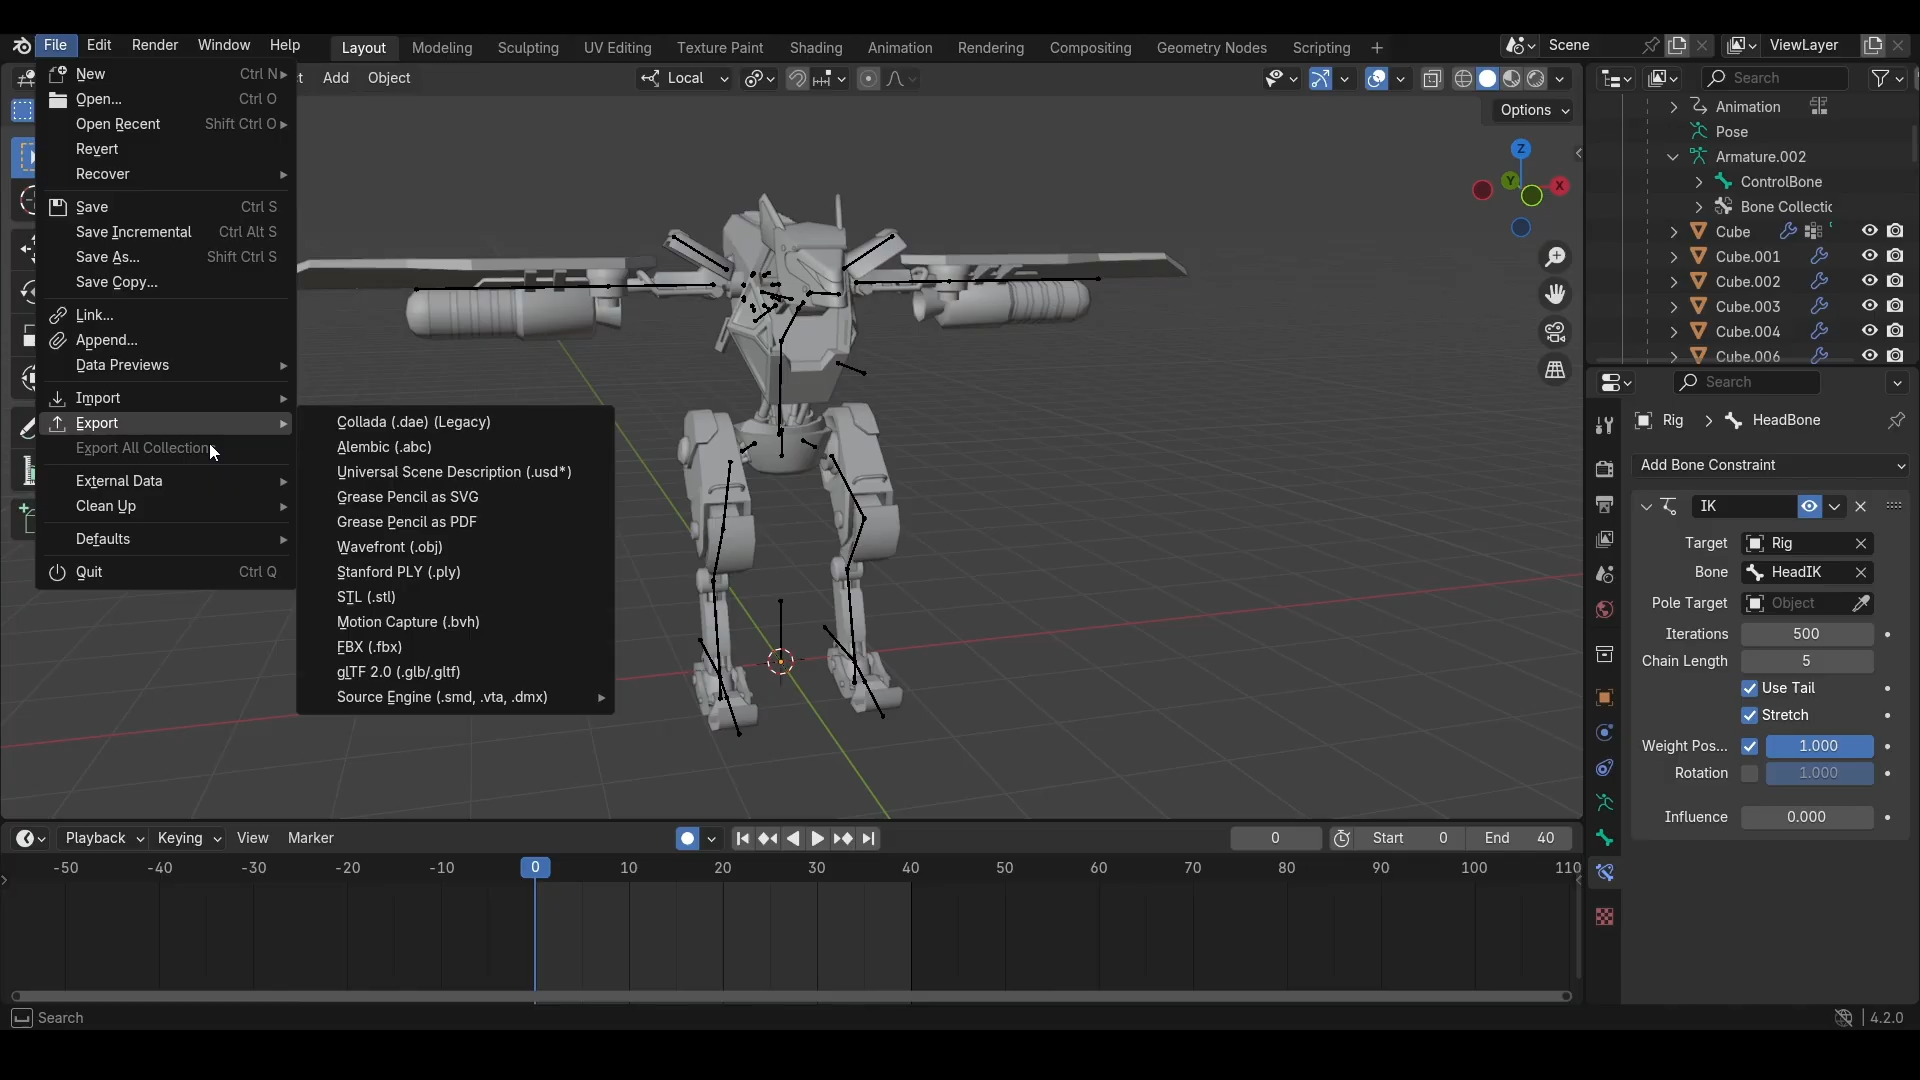 File Edit Render Window Help
Layout Modeling Sculpting UV Editing Texture Paint Shading Animation Rendering Compositing Geometry Nodes Scripting +
Scene
ViewLayer
New Ctrl N
Open... Ctrl O
Open Recent Shift Ctrl O
Revert
Recover
Save Ctrl S
Save Incremental Ctrl Alt S
Save As... Shift Ctrl S
Save Copy...
Link...
Append...
Data Previews
Import
Export
Export All Collections
External Data
Clean Up
Defaults
Quit Ctrl Q
Collada (.dae) (Legacy)
Alembic (.abc)
Universal Scene Description (.usd*)
Grease Pencil as SVG
Grease Pencil as PDF
Wavefront (.obj)
Stanford PLY (.ply)
STL (.stl)
Motion Capture (.bvh)
FBX (.fbx)
glTF 2.0 (.glb/.gltf)
Source Engine (.smd, .vta, .dmx)
Add Object
Local
Options
Z
Y
X
Search
Animation
Pose
Armature.002
ControlBone
Bone Collectic
Cube
Cube.001
Cube.002
Cube.003
Cube.004
Cube.006
Search
Rig > HeadBone
Add Bone Constraint
IK
Target Rig
Bone HeadIK
Pole Target Object
Iterations 500
Chain Length 5
Use Tail
Stretch
Weight Pos... 1.000
Rotation 1.000
Influence 0.000
Playback Keying View Marker
0 Start 0 End 40
-50 -40 -30 -20 -10 0 10 20 30 40 50 60 70 80 90 100 110
Search
4.2.0